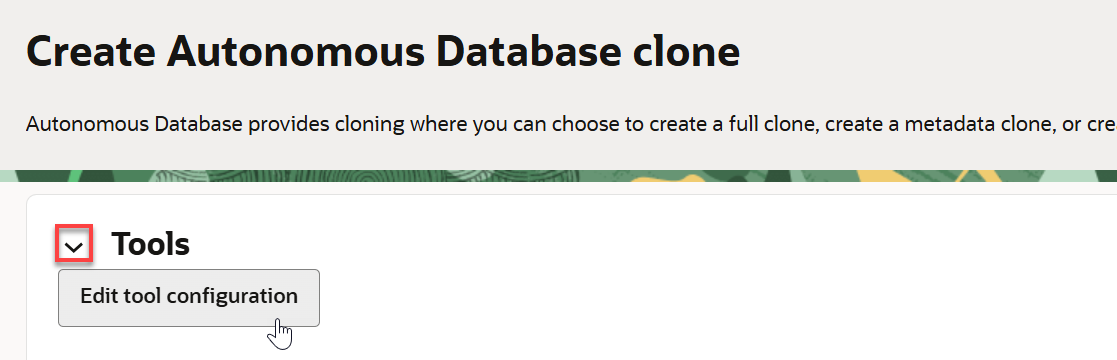 Create Autonomous Database clone
Autonomous Database provides cloning where you can choose to create a full clone, create a metadata clone, or cre
Tools
Edit tool configuration